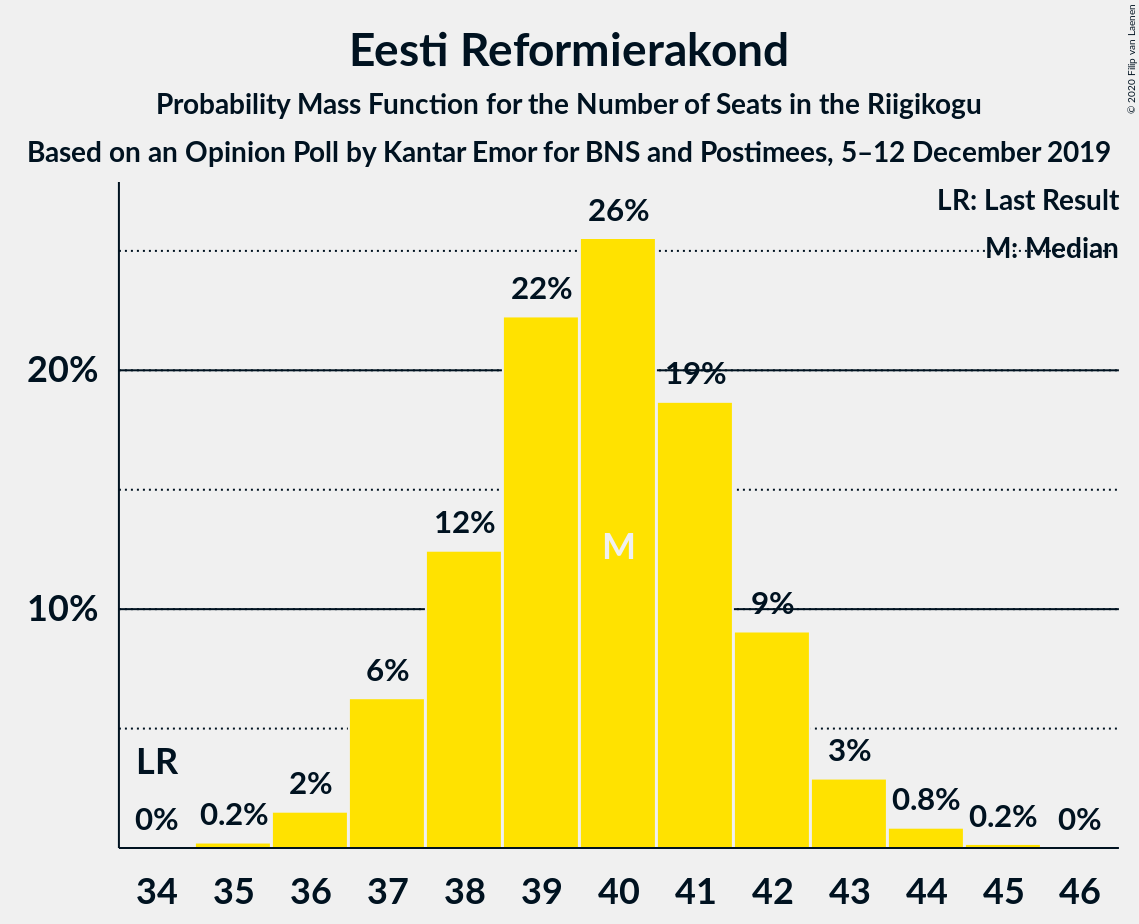 Eesti Reformierakond
Probability Mass Function for the Number of Seats in the Riigikogu
Based on an Opinion Poll by Kantar Emor for BNS and Postimees, 5–12 December 2019
© 2020 Filip van Laenen
LR: Last Result
M: Median
20%
10%
LR
0%
0.2%
2%
6%
12%
22%
26%
M
19%
9%
3%
0.8%
0.2%
0%
34 35 36 37 38 39 40 41 42 43 44 45 46